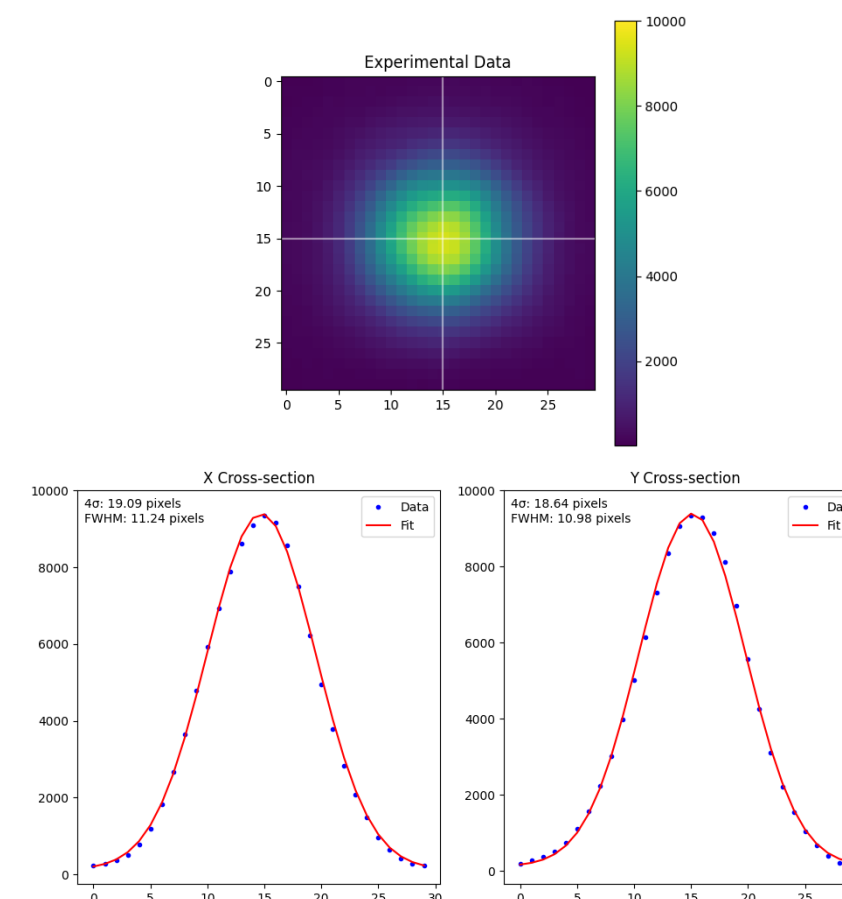 10000
Experimental Data
0
8000
5
10
6000
15
4000
20
25
2000
0 5 10 15 20 25
X Cross-section
10000
4σ: 19.09 pixels
FWHM: 11.24 pixels
Data
Fit
8000
6000
4000
2000
0
0 5 10 15 20 25 30
Y Cross-section
10000
4σ: 18.64 pixels
FWHM: 10.98 pixels
Da
Fit
8000
6000
4000
2000
0
0 5 10 15 20 25